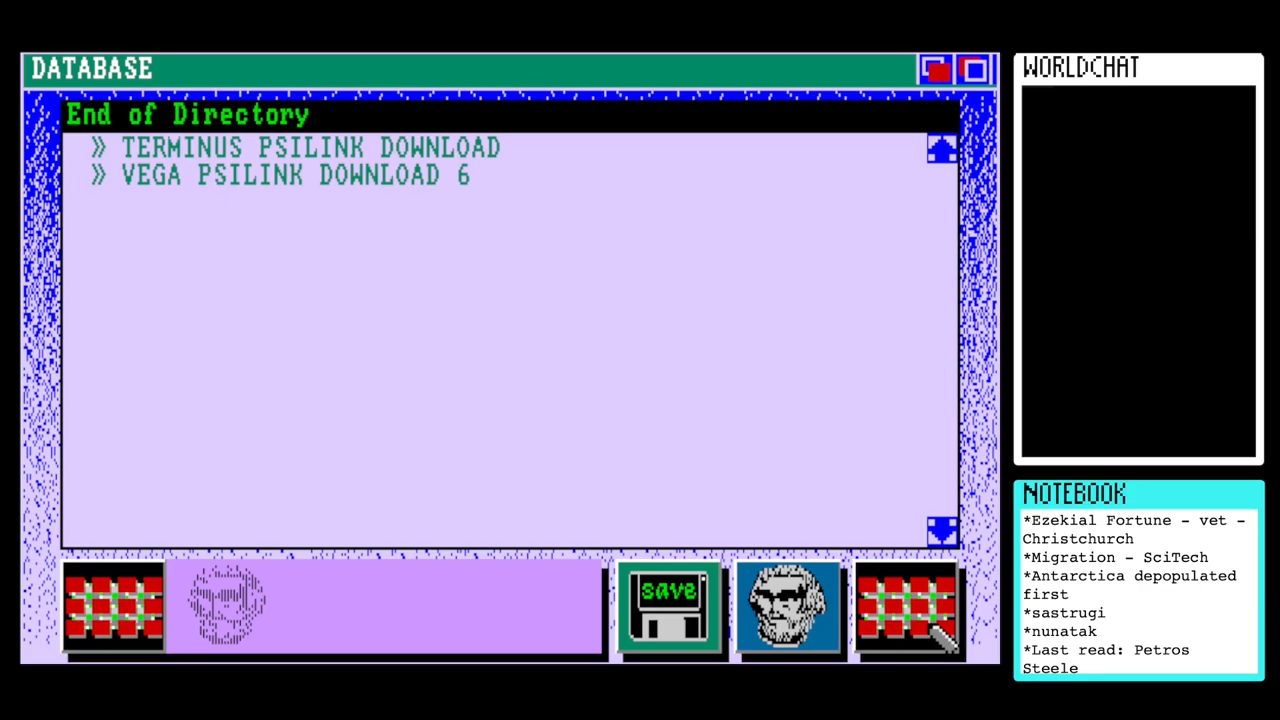 DATABASE
End of Directory
» TERMINUS PSILINK DOWNLOAD
» VEGA PSILINK DOWNLOAD 6
save
WORLDCHAT
NOTEBOOK
*Ezekial Fortune - vet -
Christchurch
*Migration - SciTech
*Antarctica depopulated
first
*sastrugi
*nunatak
*Last read: Petros
Steele